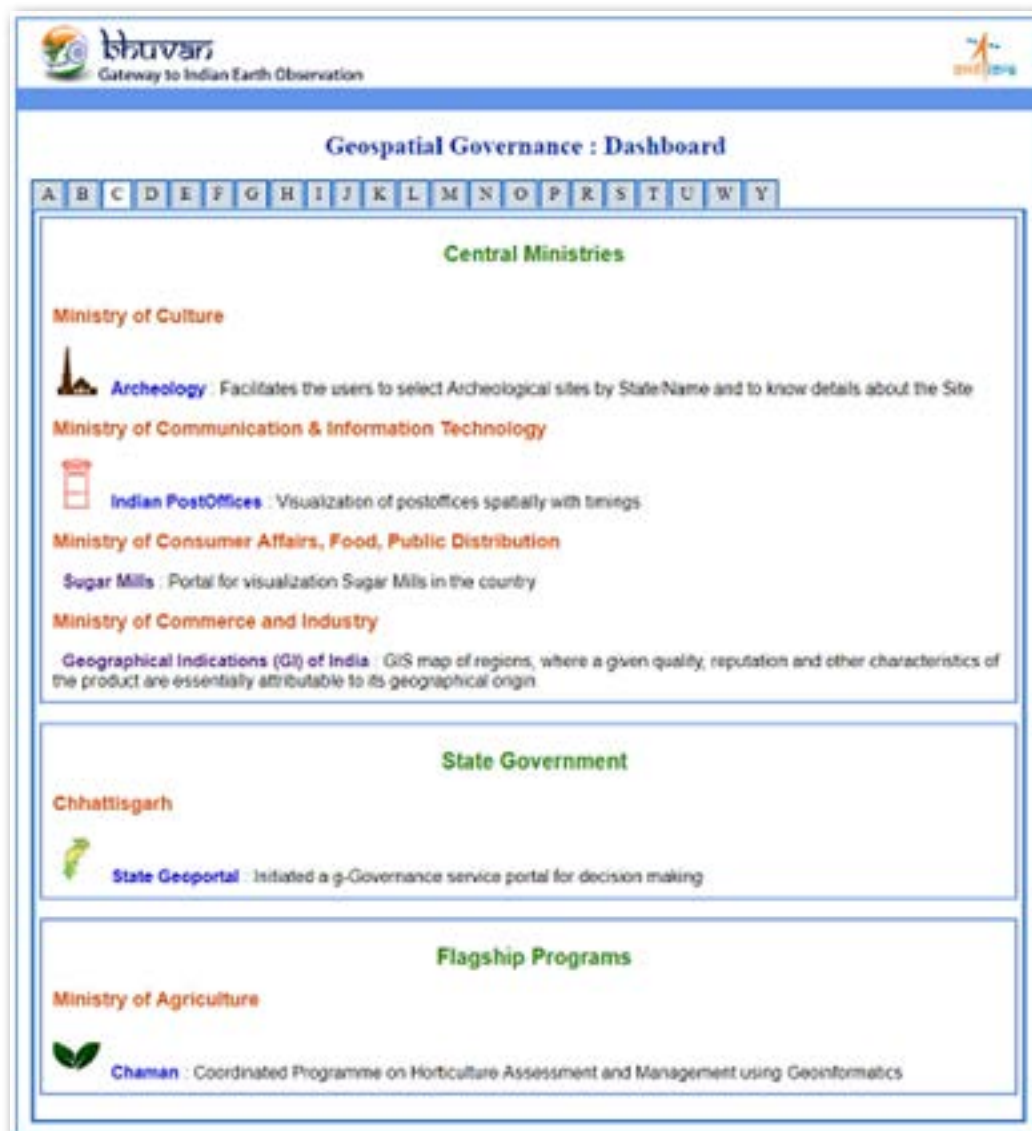 bhuvan
Gateway to Indian Earth Observation
इसरो isro
Geospatial Governance : Dashboard
A B C D E F G H I J K L M N O P R S T U W Y
Central Ministries
Ministry of Culture
Archeology : Facilitates the users to select Archeological sites by State/Name and to know details about the Site
Ministry of Communication & Information Technology
Indian PostOffices : Visualization of postoffices spatially with timings
Ministry of Consumer Affairs, Food, Public Distribution
Sugar Mills : Portal for visualization Sugar Mills in the country
Ministry of Commerce and Industry
Geographical Indications (GI) of India : GIS map of regions, where a given quality, reputation and other characteristics of
the product are essentially attributable to its geographical origin
State Government
Chhattisgarh
State Geoportal : Initiated a g-Governance service portal for decision making
Flagship Programs
Ministry of Agriculture
Chaman : Coordinated Programme on Horticulture Assessment and Management using Geoinformatics